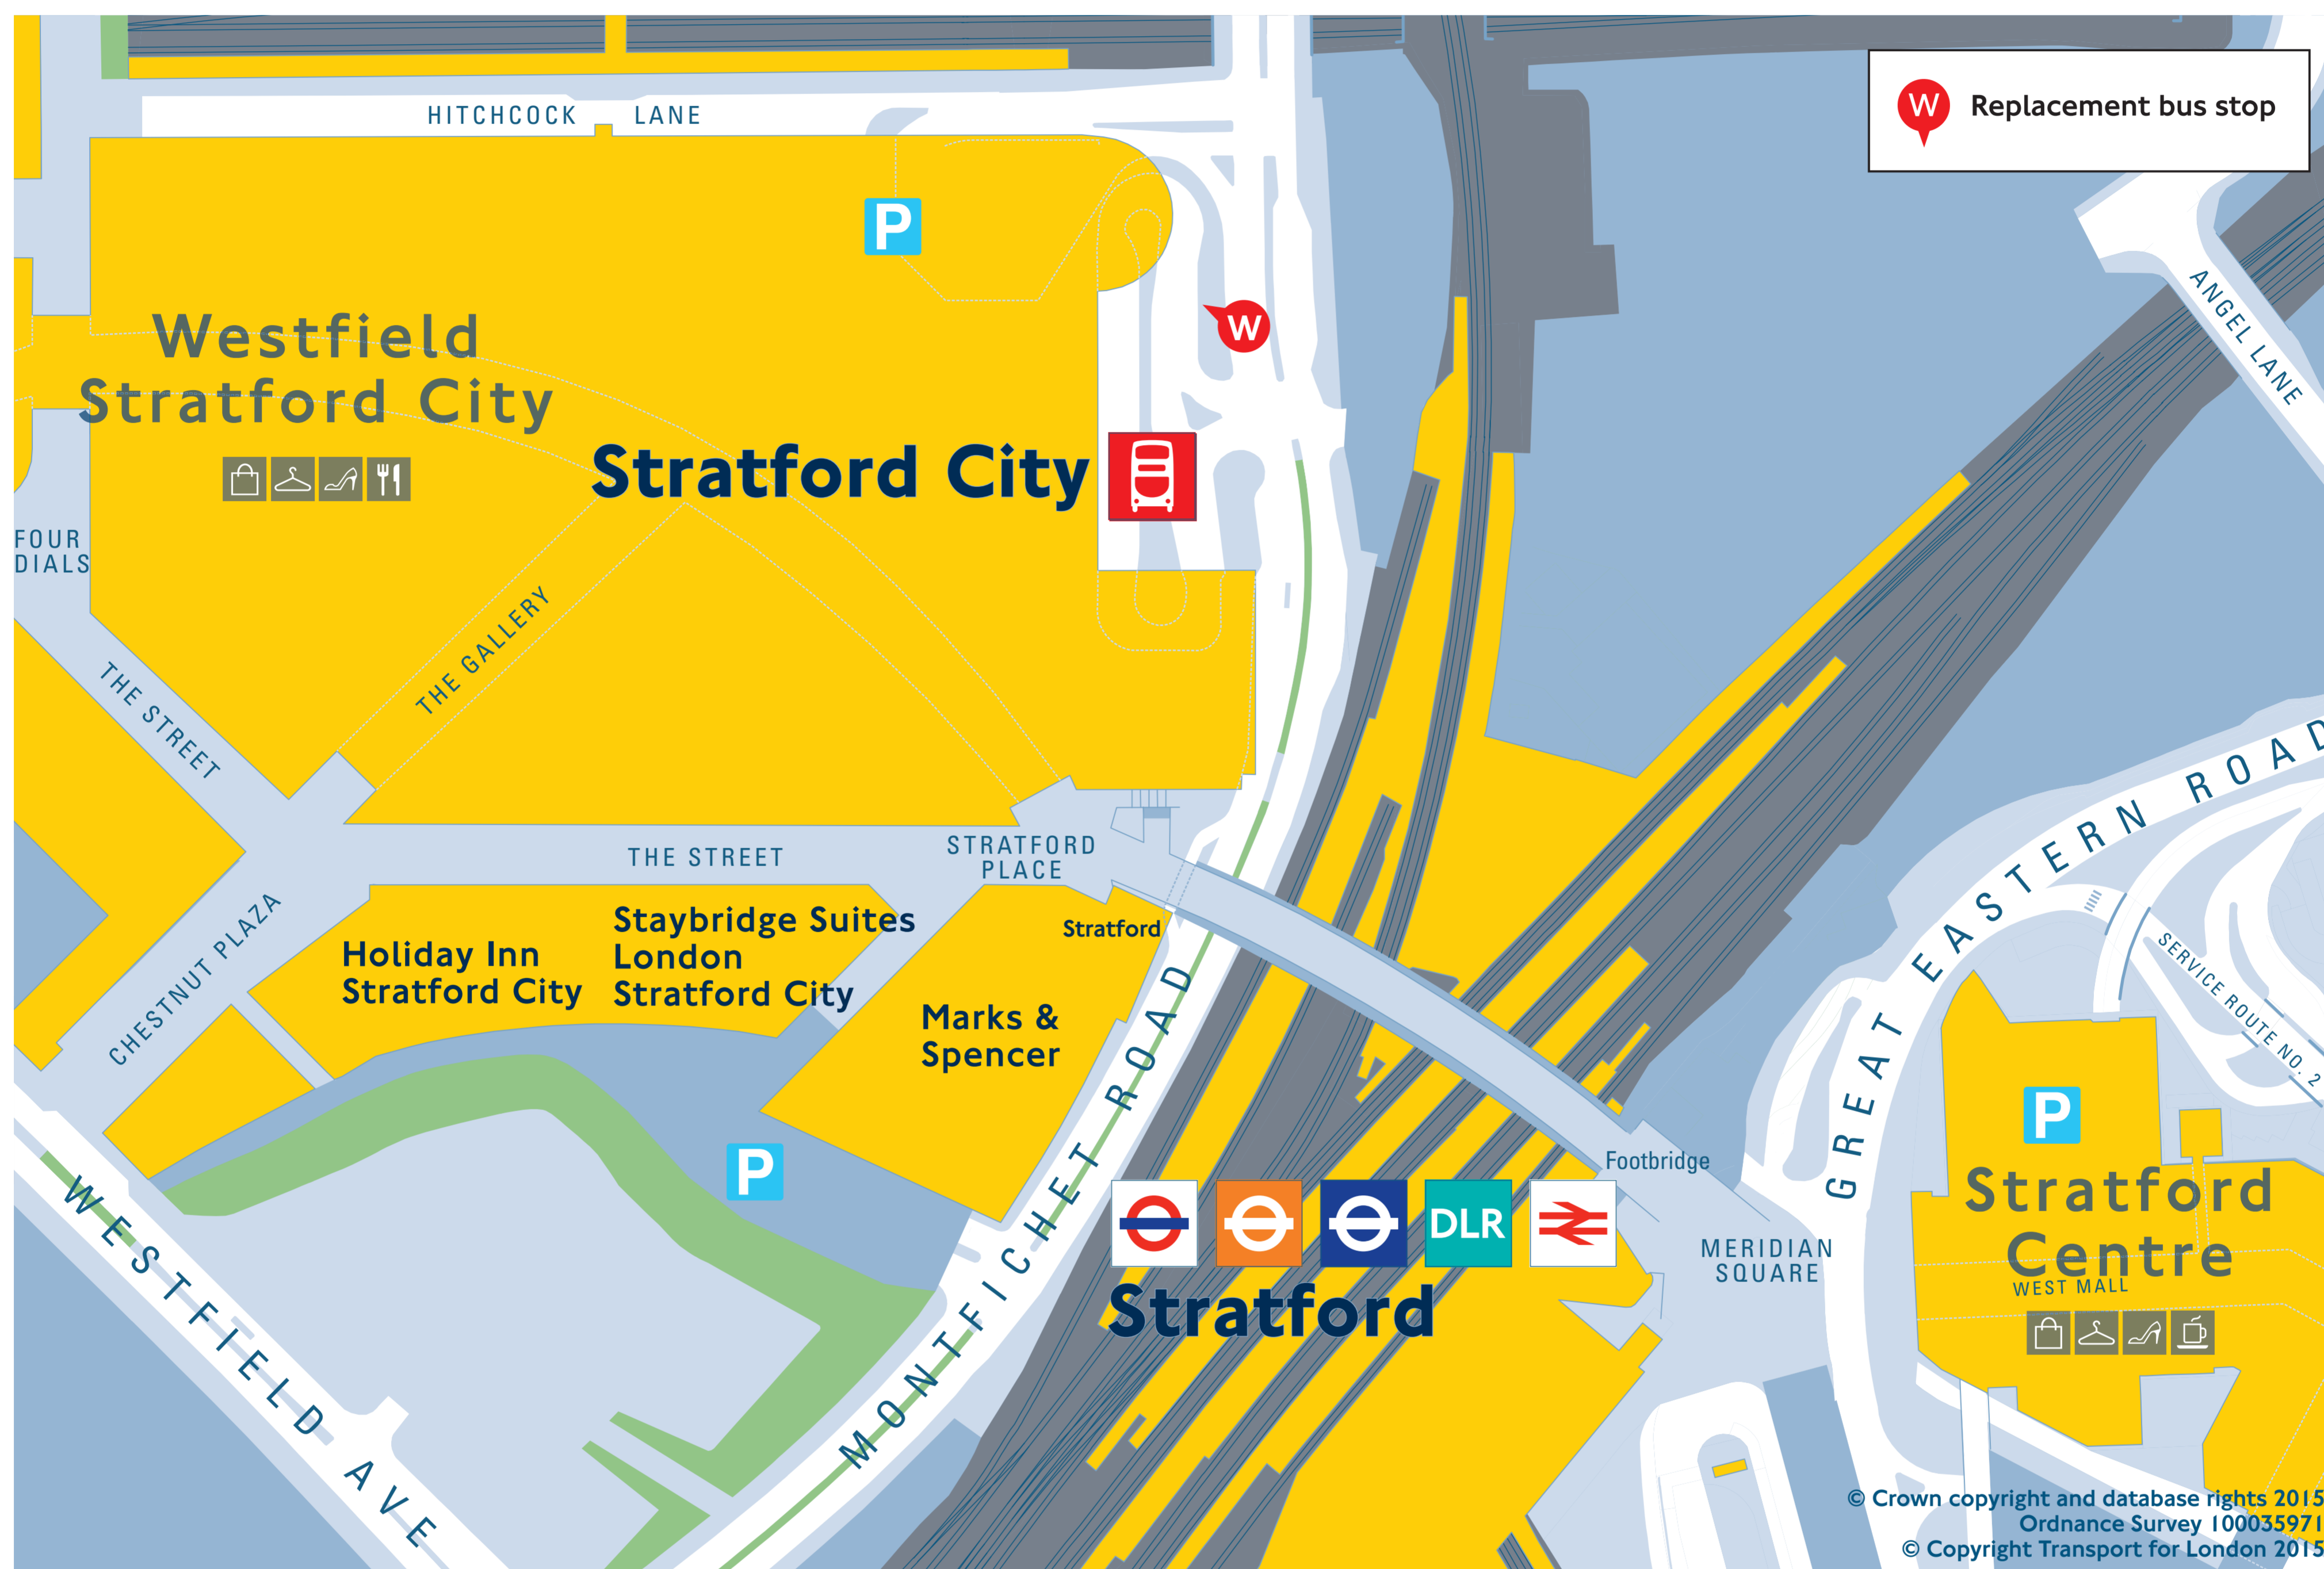 HITCHCOCK LANE
W Replacement bus stop
P
ANGEL LANE
Westfield
Stratford City
W
Stratford City
FOUR
DIALS
THE GALLERY
THE STREET
GREAT EASTERN ROAD
THE STREET
STRATFORD
PLACE
CHESTNUT PLAZA
Holiday Inn
Stratford City
Staybridge Suites
London
Stratford City
Stratford
Marks &
Spencer
SERVICE ROUTE NO. 2
MONTFICHET ROAD
P
P
Footbridge
WESTFIELD AVE
DLR
Stratford
MERIDIAN
SQUARE
Stratford
Centre
WEST MALL
© Crown copyright and database rights 2015
Ordnance Survey 100035971
© Copyright Transport for London 2015